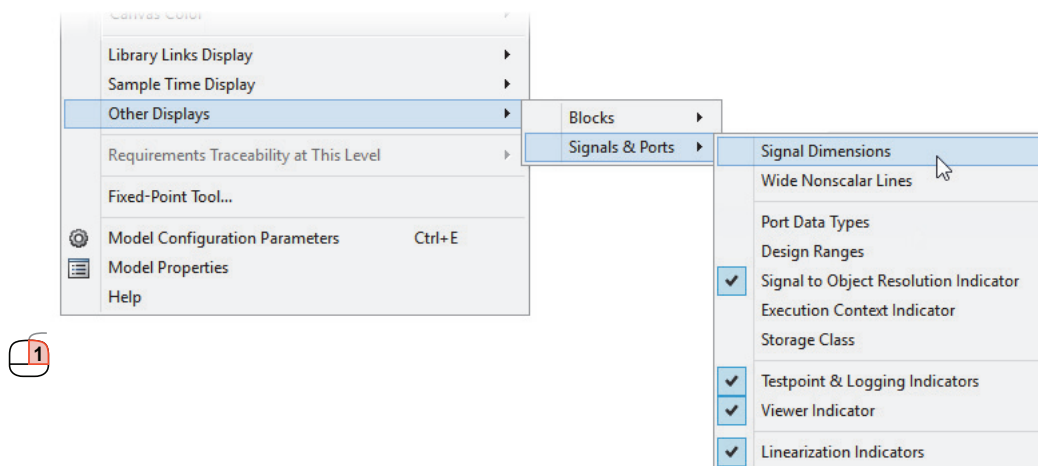 Canvas Color
Library Links Display
Sample Time Display
Other Displays
Requirements Traceability at This Level
Fixed-Point Tool...
Model Configuration Parameters Ctrl+E
Model Properties
Help
Blocks
Signals & Ports
Signal Dimensions
Wide Nonscalar Lines
Port Data Types
Design Ranges
Signal to Object Resolution Indicator
Execution Context Indicator
Storage Class
Testpoint & Logging Indicators
Viewer Indicator
Linearization Indicators
1